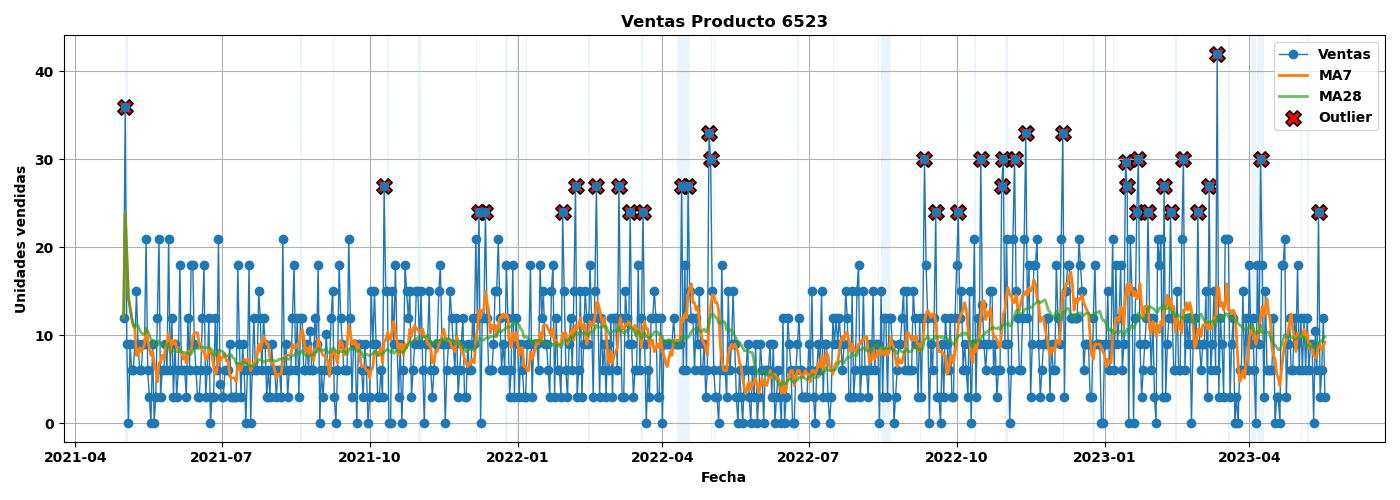 Ventas Producto 6523
Unidades vendidas
40
30
20
10
0
2021-04
2021-07
2021-10
2022-01
2022-04
2022-07
2022-10
2023-01
2023-04
Fecha
Ventas
MA7
MA28
Outlier